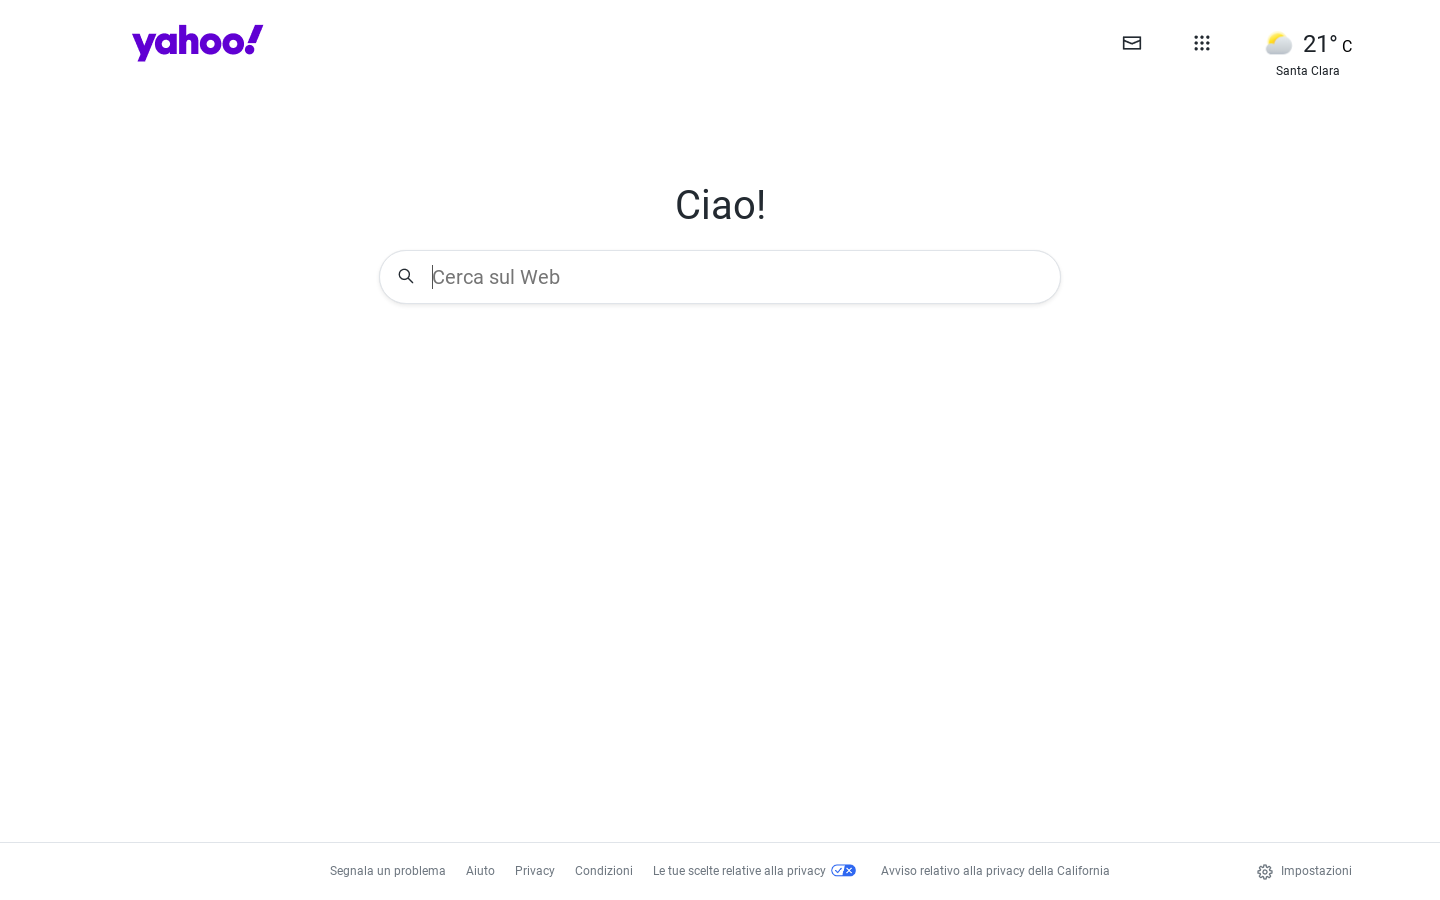 yahoo!
21° C
Santa Clara
Ciao!
Cerca sul Web
Segnala un problema Aiuto Privacy Condizioni Le tue scelte relative alla privacy Avviso relativo alla privacy della California Impostazioni